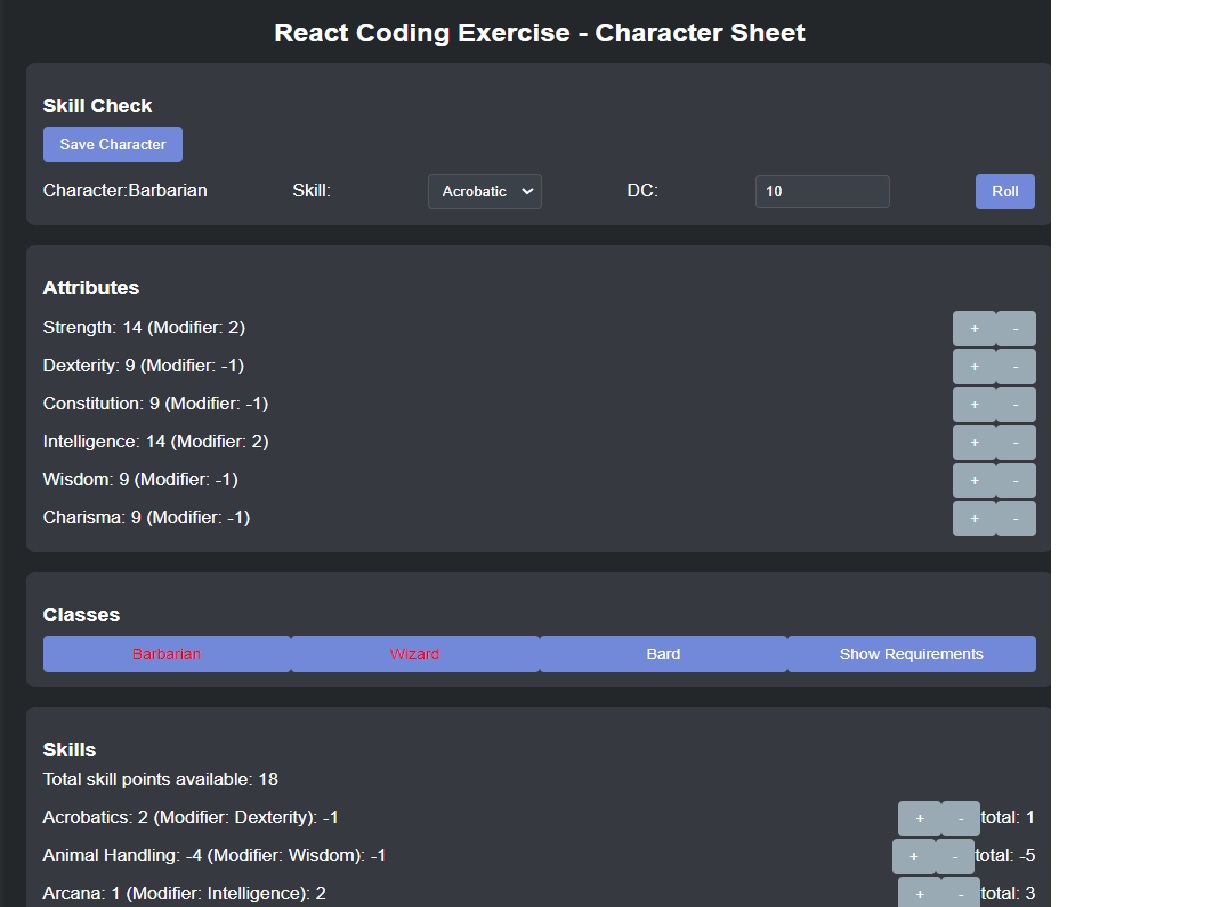 React Coding Exercise - Character Sheet
Skill Check
Save Character
Character:Barbarian Skill: Acrobatic DC: 10 Roll
Attributes
Strength: 14 (Modifier: 2) + -
Dexterity: 9 (Modifier: -1) + -
Constitution: 9 (Modifier: -1) + -
Intelligence: 14 (Modifier: 2) + -
Wisdom: 9 (Modifier: -1) + -
Charisma: 9 (Modifier: -1) + -
Classes
Barbarian Wizard Bard Show Requirements
Skills
Total skill points available: 18
Acrobatics: 2 (Modifier: Dexterity): -1 + - total: 1
Animal Handling: -4 (Modifier: Wisdom): -1 + - total: -5
Arcana: 1 (Modifier: Intelligence): 2 + - total: 3